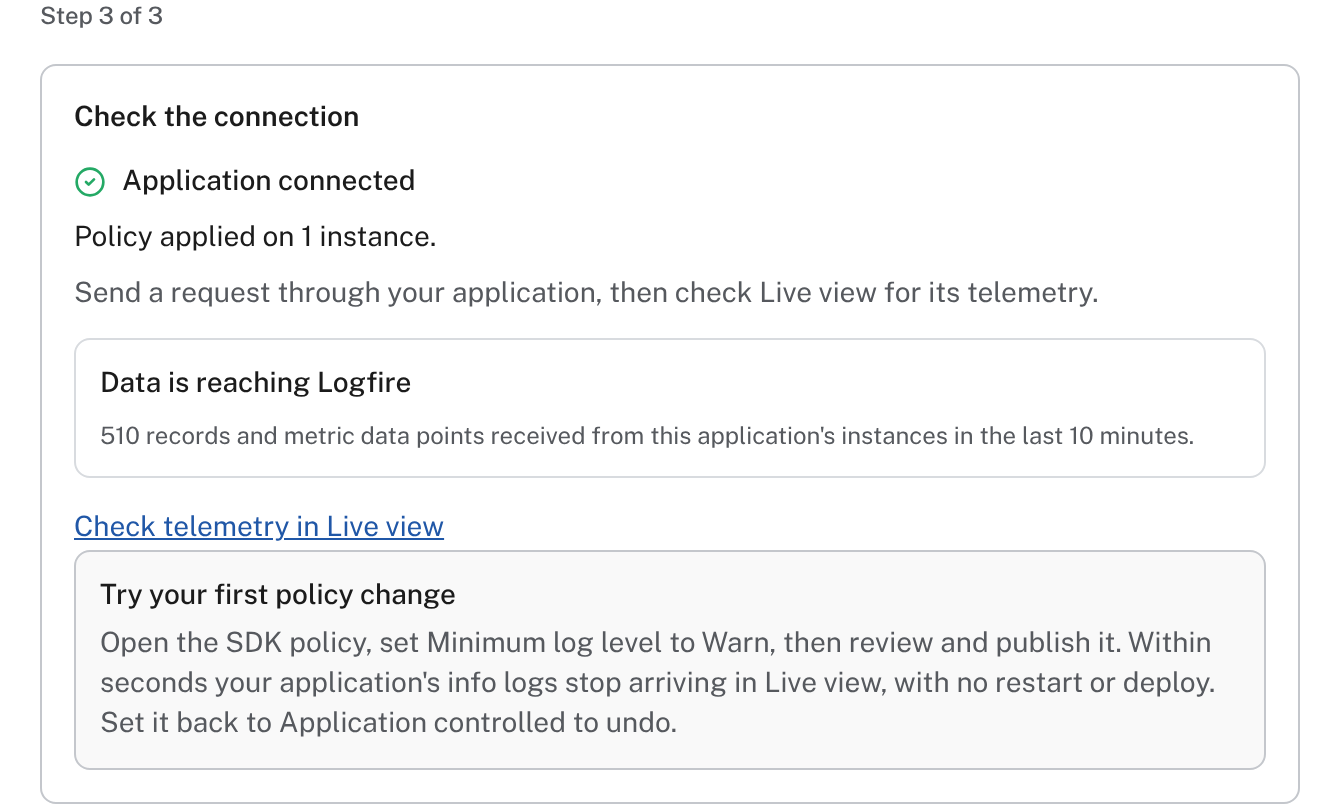 Step 3 of 3
Check the connection
Application connected
Policy applied on 1 instance.
Send a request through your application, then check Live view for its telemetry.
Data is reaching Logfire
510 records and metric data points received from this application's instances in the last 10 minutes.
Check telemetry in Live view
Try your first policy change
Open the SDK policy, set Minimum log level to Warn, then review and publish it. Within
seconds your application's info logs stop arriving in Live view, with no restart or deploy.
Set it back to Application controlled to undo.